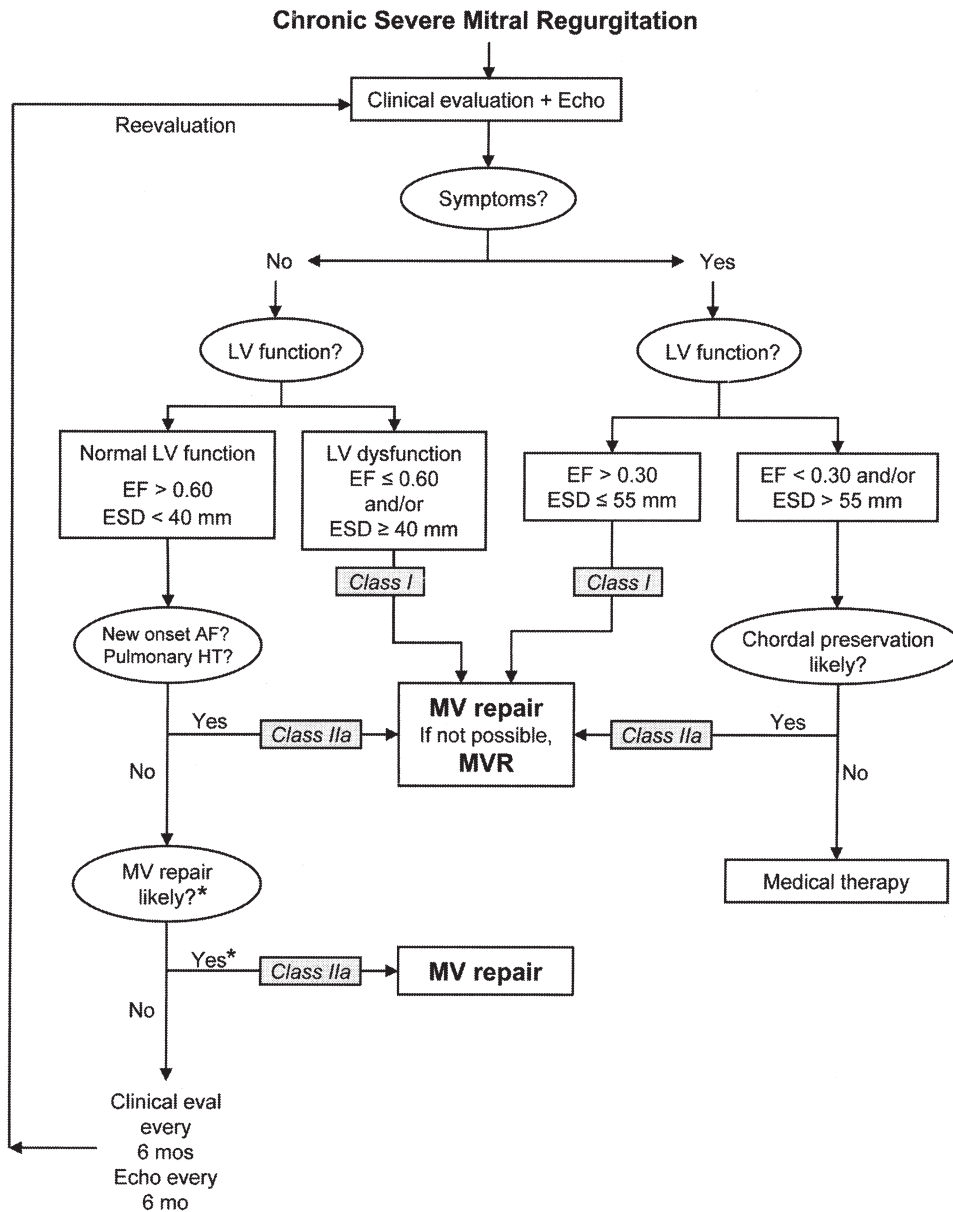 Chronic Severe Mitral Regurgitation
Clinical evaluation + Echo
Reevaluation
Symptoms?
No
Yes
LV function?
LV function?
Normal LV function
EF > 0.60
ESD < 40 mm
LV dysfunction
EF ≤ 0.60
and/or
ESD ≥ 40 mm
EF > 0.30
ESD ≤ 55 mm
EF < 0.30 and/or
ESD > 55 mm
Class I
Class I
New onset AF?
Pulmonary HT?
Chordal preservation
likely?
MV repair
If not possible,
MVR
Yes
Class IIa
Class IIa
Yes
No
No
MV repair
likely?*
Medical therapy
Yes*
Class IIa
MV repair
No
Clinical eval
every
6 mos
Echo every
6 mo